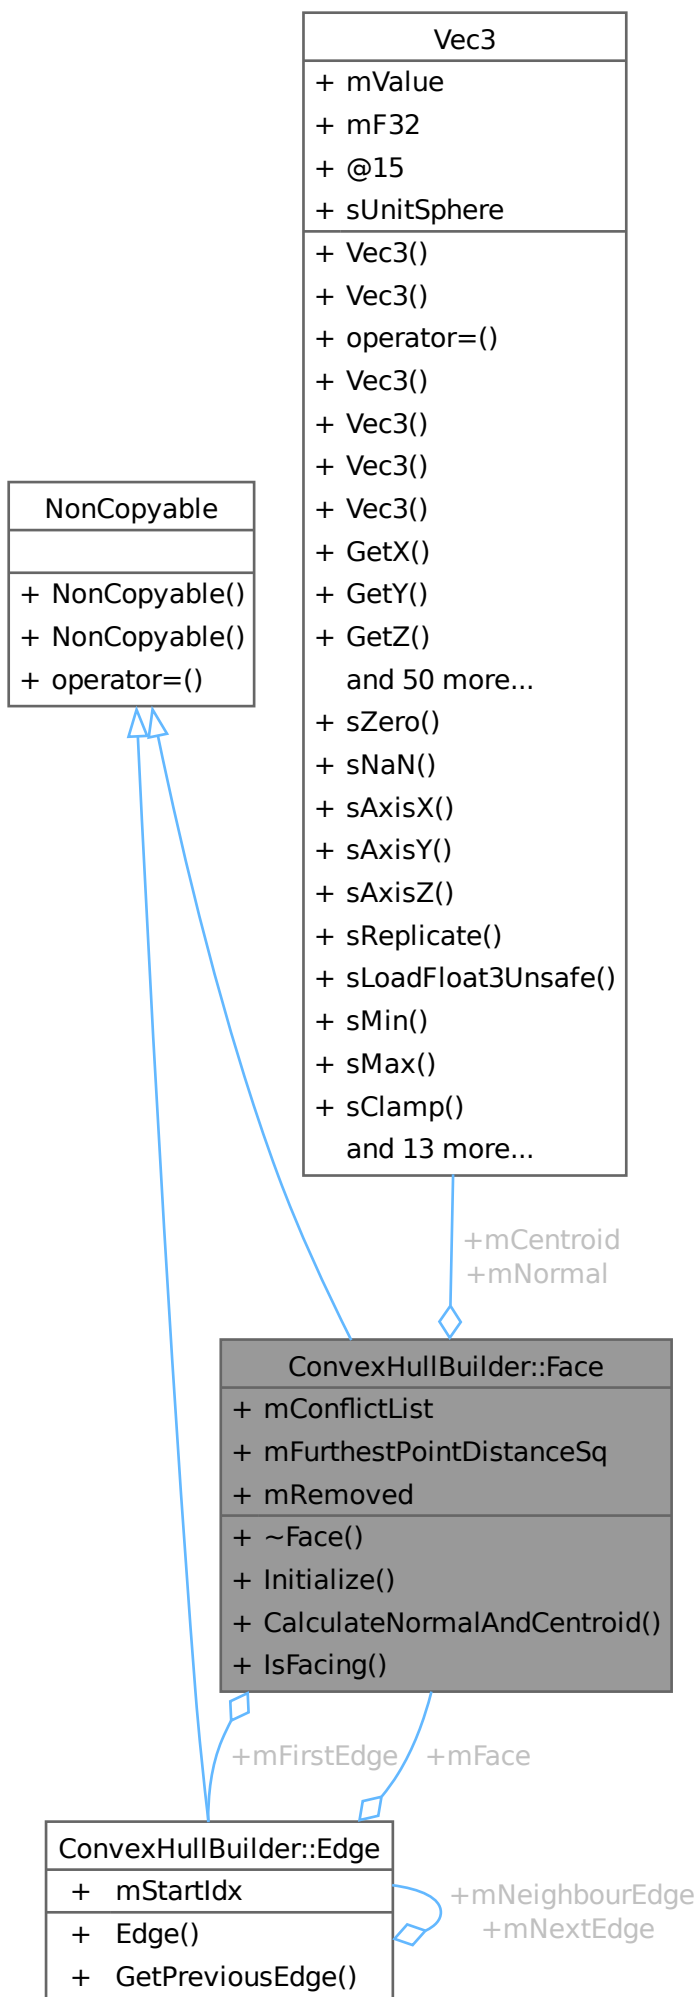 Vec3
+ mValue
+ mF32
+ @15
+ sUnitSphere
+ Vec3()
+ Vec3()
+ operator=()
+ Vec3()
+ Vec3()
+ Vec3()
+ Vec3()
+ GetX()
+ GetY()
+ GetZ()
and 50 more...
+ sZero()
+ sNaN()
+ sAxisX()
+ sAxisY()
+ sAxisZ()
+ sReplicate()
+ sLoadFloat3Unsafe()
+ sMin()
+ sMax()
+ sClamp()
and 13 more...
NonCopyable
+ NonCopyable()
+ NonCopyable()
+ operator=()
+mCentroid
+mNormal
ConvexHullBuilder::Face
+ mConflictList
+ mFurthestPointDistanceSq
+ mRemoved
+ ~Face()
+ Initialize()
+ CalculateNormalAndCentroid()
+ IsFacing()
+mFirstEdge
+mFace
ConvexHullBuilder::Edge
+ mStartIdx
+ Edge()
+ GetPreviousEdge()
+mNeighbourEdge
+mNextEdge